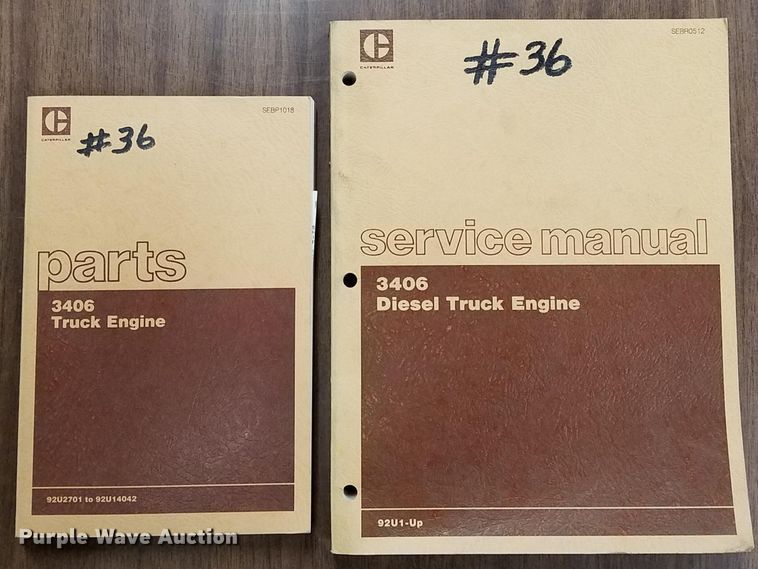 SEBP1018
CATERPILLAR
#36
parts
3406
Truck Engine
92U2701 to 92U14042
SEBR0512
CATERPILLAR
#36
service manual
3406
Diesel Truck Engine
92U1-Up
Purple Wave Auction